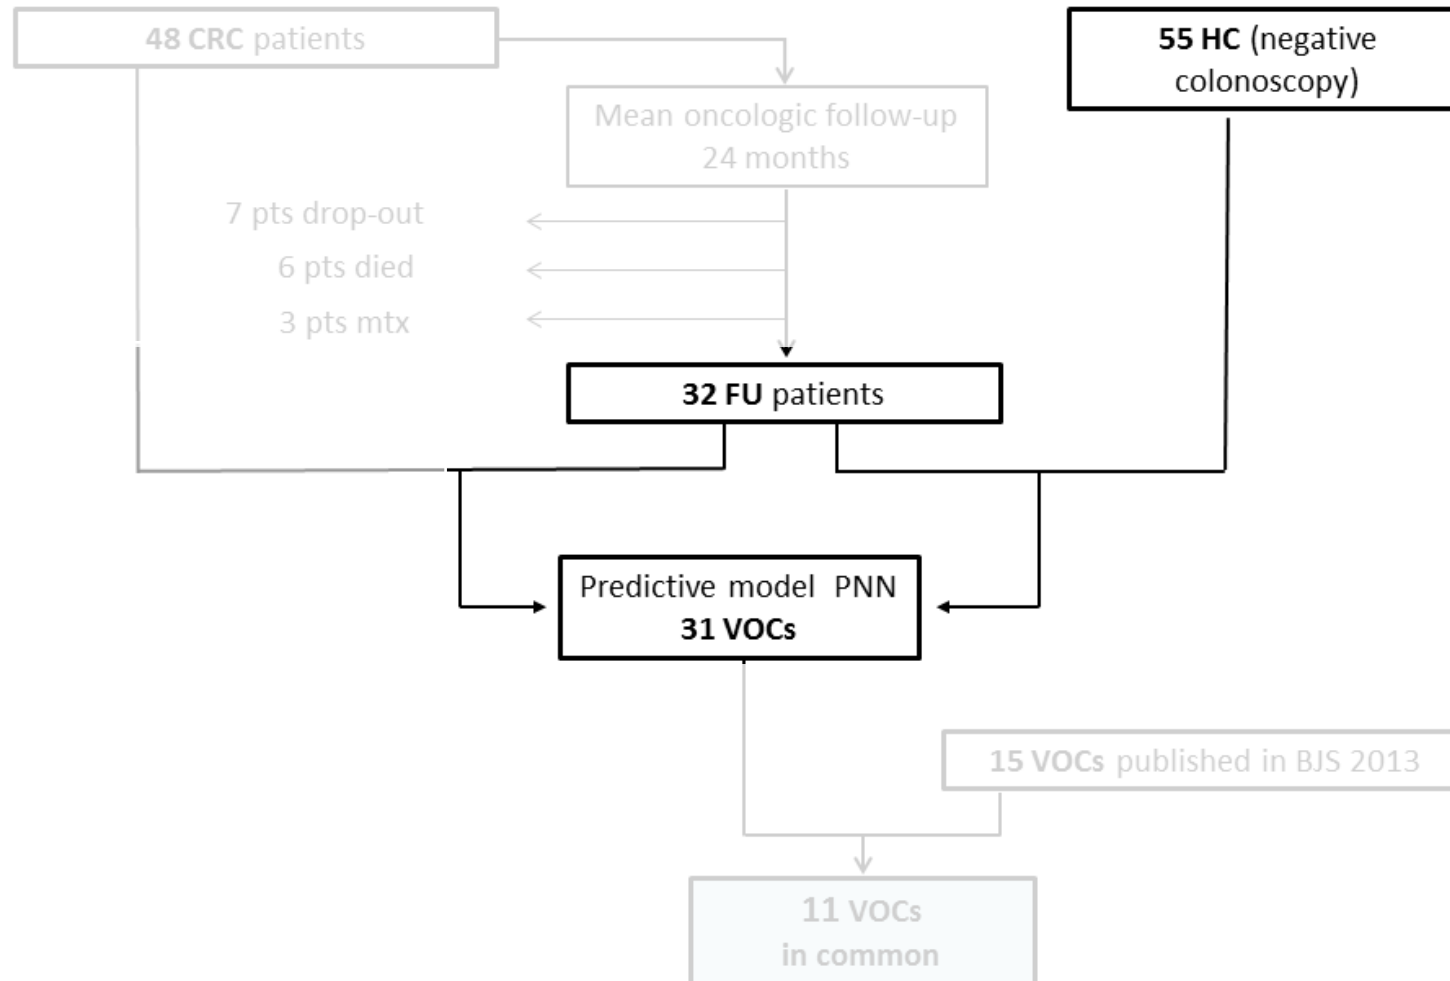 48 CRC patients
55 HC (negative
colonoscopy)
Mean oncologic follow-up
24 months
7 pts drop-out
6 pts died
3 pts mtx
32 FU patients
Predictive model PNN
31 VOCs
15 VOCs published in BJS 2013
11 VOCs
in common